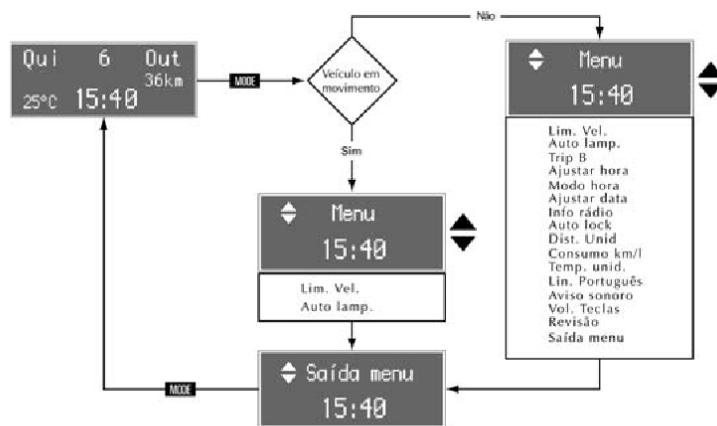 Qui 6 Out
36km
25°C 15:40
MODE
Veículo em
movimento
Não
Sim
Menu
15:40
Lim. Vel.
Auto lamp.
Saída menu
15:40
MODE
Menu
15:40
Lim. Vel.
Auto lamp.
Trip B
Ajustar hora
Modo hora
Ajustar data
Info rádio
Auto lock
Dist. Unid
Consumo km/l
Temp. unid.
Lin. Português
Aviso sonoro
Vol. Teclas
Revisão
Saída menu